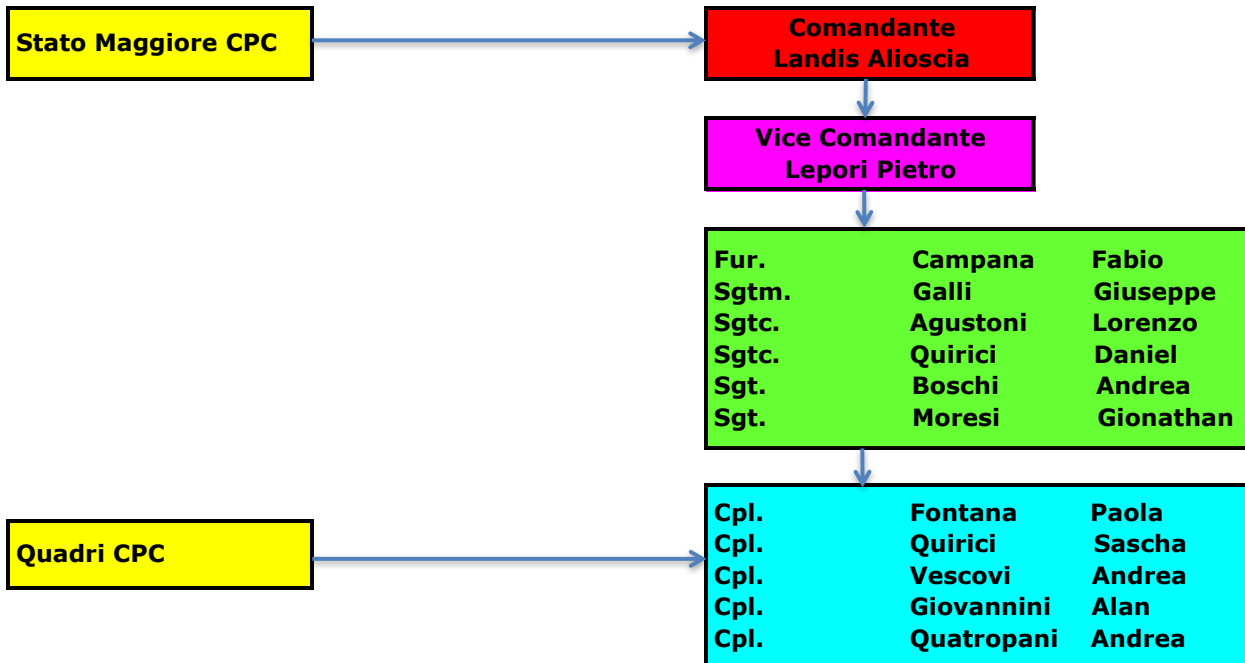 Stato Maggiore CPC
Comandante
Landis Alioscia
Vice Comandante
Lepori Pietro
Fur. Campana Fabio
Sgtm. Galli Giuseppe
Sgtc. Agustoni Lorenzo
Sgtc. Quirici Daniel
Sgt. Boschi Andrea
Sgt. Moresi Gionathan
Quadri CPC
Cpl. Fontana Paola
Cpl. Quirici Sascha
Cpl. Vescovi Andrea
Cpl. Giovannini Alan
Cpl. Quatropani Andrea